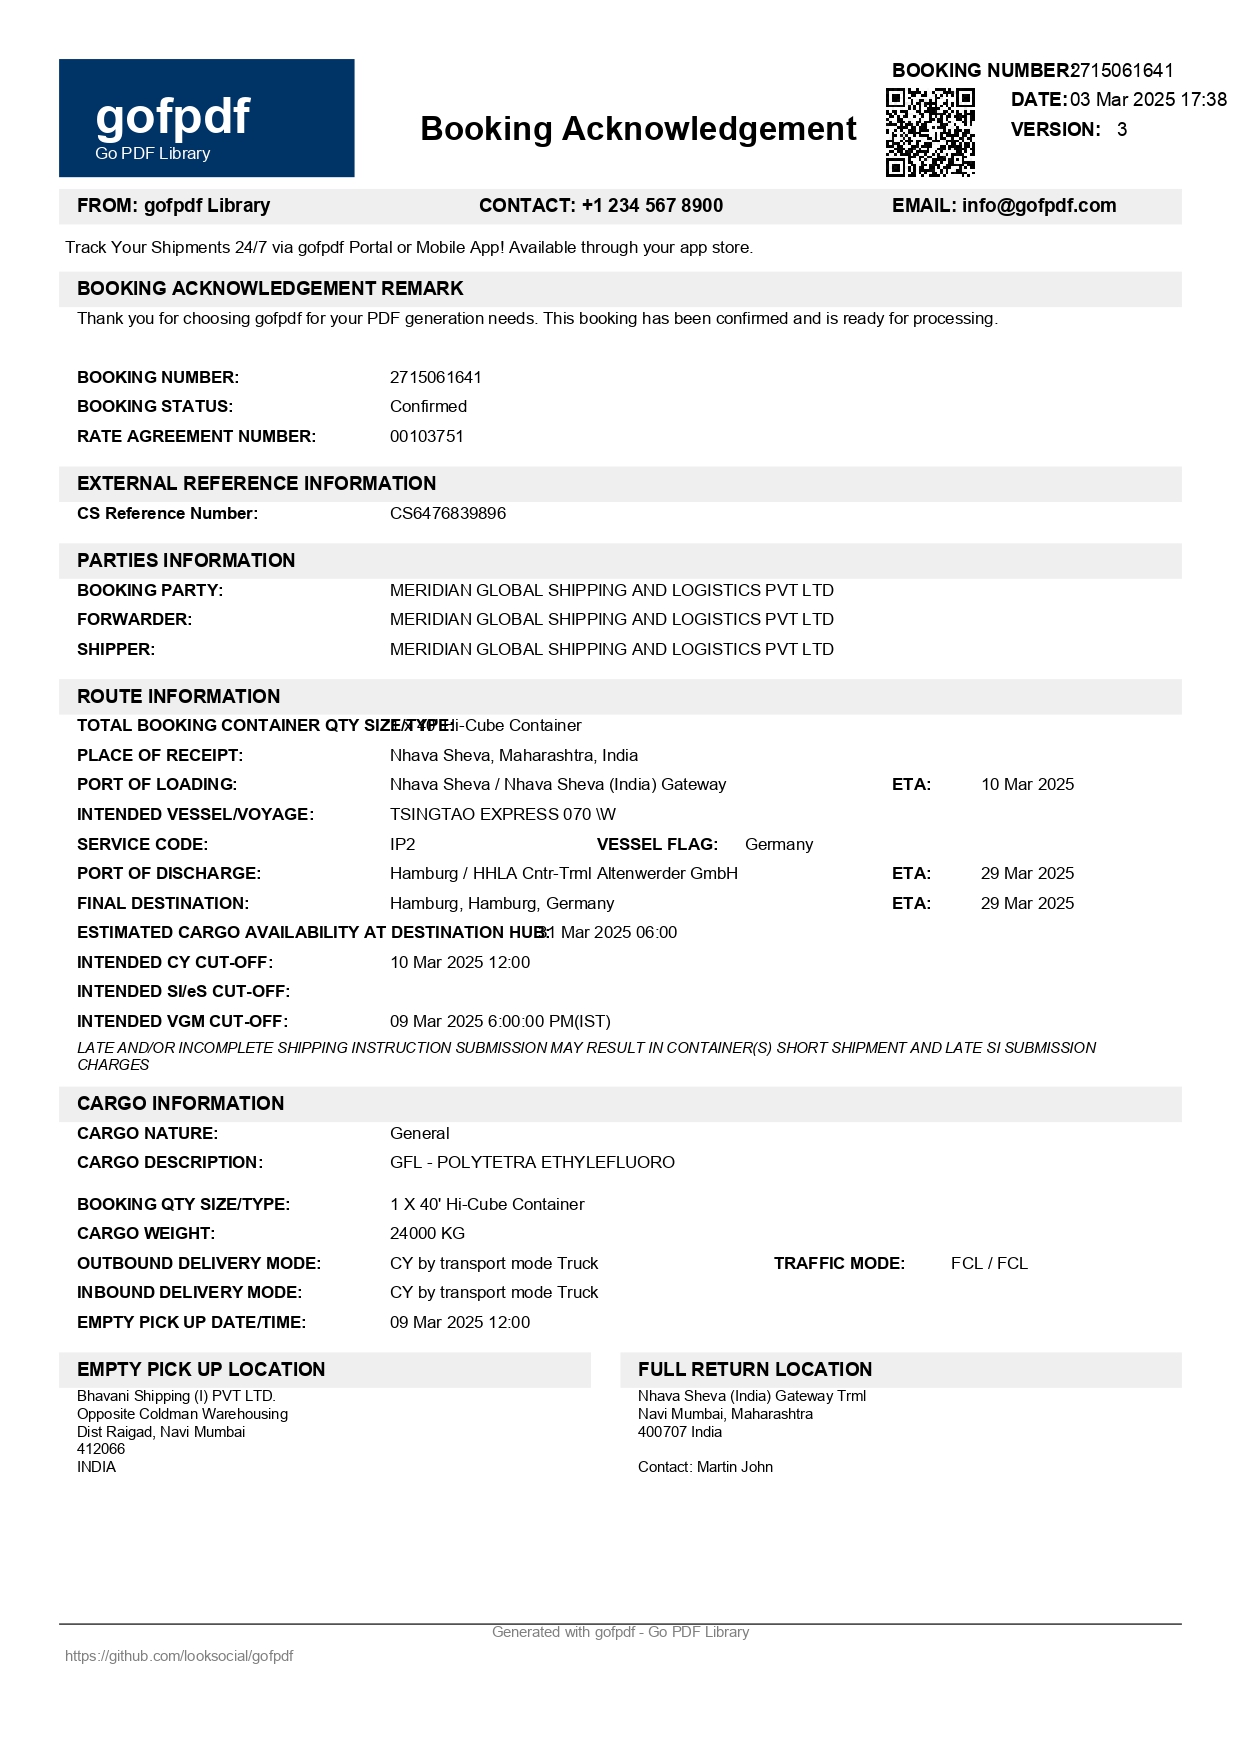 gofpdf
Go PDF Library
Booking Acknowledgement
BOOKING NUMBER: 2715061641
DATE: 03 Mar 2025 17:38
VERSION: 3
FROM: gofpdf Library CONTACT: +1 234 567 8900 EMAIL: info@gofpdf.com
Track Your Shipments 24/7 via gofpdf Portal or Mobile App! Available through your app store.
BOOKING ACKNOWLEDGEMENT REMARK
Thank you for choosing gofpdf for your PDF generation needs. This booking has been confirmed and is ready for processing.
BOOKING NUMBER: 2715061641
BOOKING STATUS: Confirmed
RATE AGREEMENT NUMBER: 00103751
EXTERNAL REFERENCE INFORMATION
CS Reference Number: CS6476839896
PARTIES INFORMATION
BOOKING PARTY: MERIDIAN GLOBAL SHIPPING AND LOGISTICS PVT LTD
FORWARDER: MERIDIAN GLOBAL SHIPPING AND LOGISTICS PVT LTD
SHIPPER: MERIDIAN GLOBAL SHIPPING AND LOGISTICS PVT LTD
ROUTE INFORMATION
TOTAL BOOKING CONTAINER QTY SIZE/TYPE: 1 X 40' Hi-Cube Container
PLACE OF RECEIPT: Nhava Sheva, Maharashtra, India
PORT OF LOADING: Nhava Sheva / Nhava Sheva (India) Gateway ETA: 10 Mar 2025
INTENDED VESSEL/VOYAGE: TSINGTAO EXPRESS 070 \W
SERVICE CODE: IP2 VESSEL FLAG: Germany
PORT OF DISCHARGE: Hamburg / HHLA Cntr-Trml Altenwerder GmbH ETA: 29 Mar 2025
FINAL DESTINATION: Hamburg, Hamburg, Germany ETA: 29 Mar 2025
ESTIMATED CARGO AVAILABILITY AT DESTINATION HUB: 31 Mar 2025 06:00
INTENDED CY CUT-OFF: 10 Mar 2025 12:00
INTENDED SI/eS CUT-OFF:
INTENDED VGM CUT-OFF: 09 Mar 2025 6:00:00 PM(IST)
LATE AND/OR INCOMPLETE SHIPPING INSTRUCTION SUBMISSION MAY RESULT IN CONTAINER(S) SHORT SHIPMENT AND LATE SI SUBMISSION
CHARGES
CARGO INFORMATION
CARGO NATURE: General
CARGO DESCRIPTION: GFL - POLYTETRA ETHYLEFLUORO
BOOKING QTY SIZE/TYPE: 1 X 40' Hi-Cube Container
CARGO WEIGHT: 24000 KG
OUTBOUND DELIVERY MODE: CY by transport mode Truck TRAFFIC MODE: FCL / FCL
INBOUND DELIVERY MODE: CY by transport mode Truck
EMPTY PICK UP DATE/TIME: 09 Mar 2025 12:00
EMPTY PICK UP LOCATION
Bhavani Shipping (I) PVT LTD.
Opposite Coldman Warehousing
Dist Raigad, Navi Mumbai
412066
INDIA
FULL RETURN LOCATION
Nhava Sheva (India) Gateway Trml
Navi Mumbai, Maharashtra
400707 India
Contact: Martin John
Generated with gofpdf - Go PDF Library
https://github.com/looksocial/gofpdf